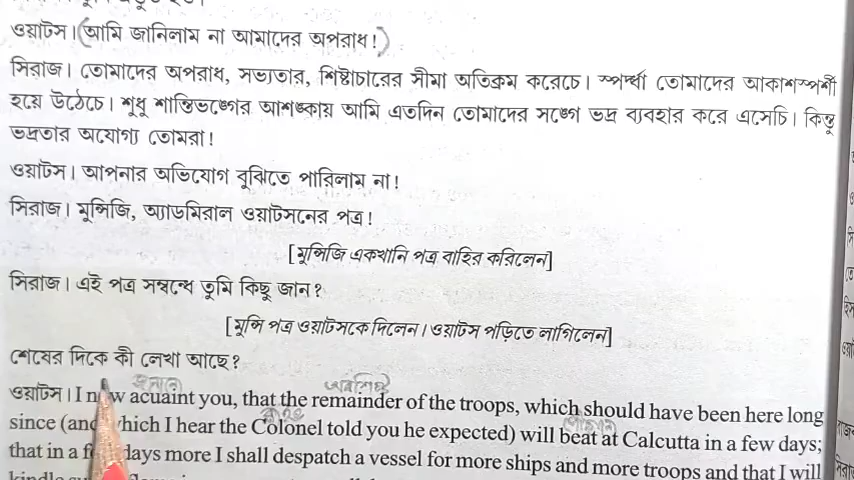 ওয়াটস। (আমি জানিলাম না আমাদের অপরাধ!)
সিরাজ। তোমাদের অপরাধ, সভ্যতার, শিষ্টাচারের সীমা অতিক্রম করেচে। স্পর্দ্ধা তোমাদের আকাশস্পর্শী
হয়ে উঠেচে। শুধু শান্তিভঙ্গের আশঙ্কায় আমি এতদিন তোমাদের সঙ্গে ভদ্র ব্যবহার করে এসেচি। কিন্তু
ভদ্রতার অযোগ্য তোমরা!
ওয়াটস। আপনার অভিযোগ বুঝিতে পারিলাম না!
সিরাজ। মুন্সিজি, অ্যাডমিরাল ওয়াটসনের পত্র!
[মুন্সিজি একখানি পত্র বাহির করিলেন]
সিরাজ। এই পত্র সম্বন্ধে তুমি কিছু জান?
[মুন্সি পত্র ওয়াটসকে দিলেন। ওয়াটস পড়িতে লাগিলেন]
শেষের দিকে কী লেখা আছে?
ওয়াটস। I now acuaint you, that the remainder of the troops, which should have been here long
since (and which I hear the Colonel told you he expected) will beat at Calcutta in a few days;
that in a days more I shall despatch a vessel for more ships and more troops and that I will